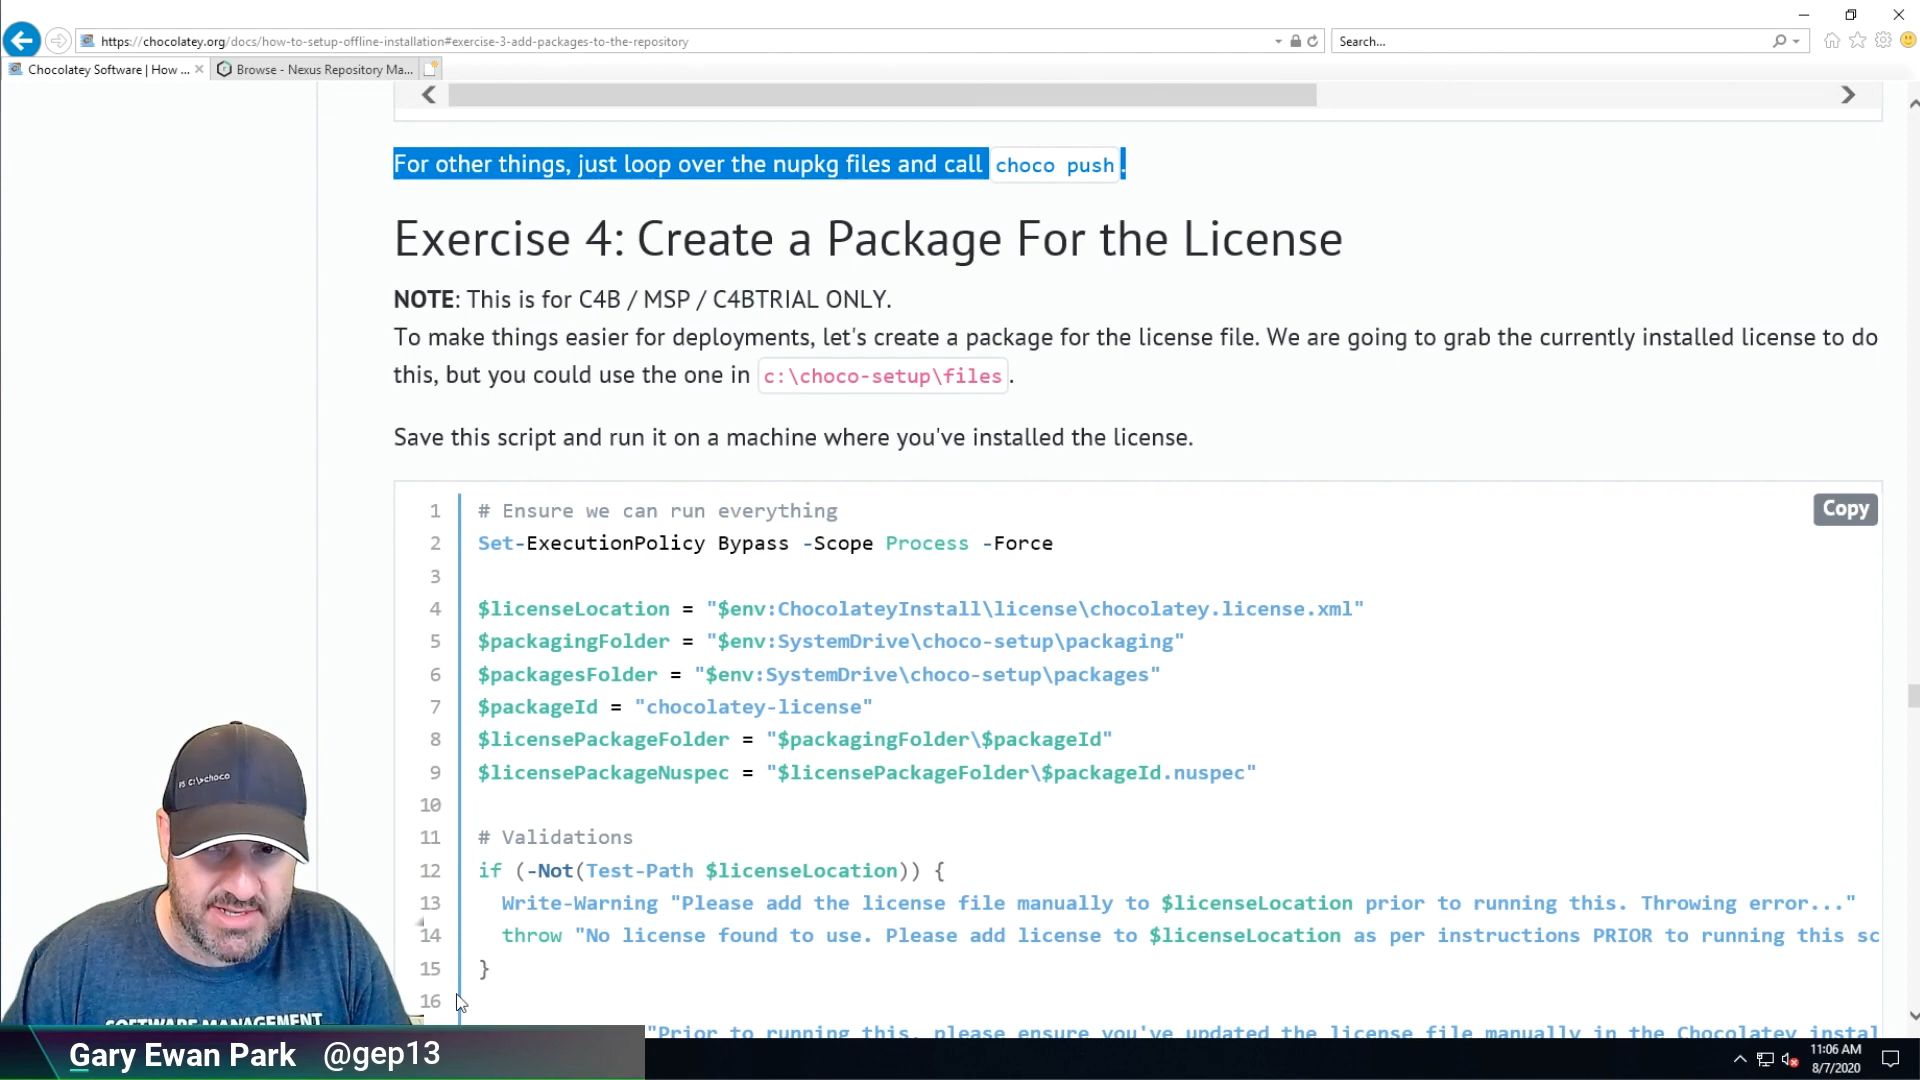 https://chocolatey.org/docs/how-to-setup-offline-installation#exercise-3-add-packages-to-the-repository
Search...
Chocolatey Software | How ...
Browse - Nexus Repository Ma...
For other things, just loop over the nupkg files and call choco push.
Exercise 4: Create a Package For the License
NOTE: This is for C4B / MSP / C4BTRIAL ONLY.
To make things easier for deployments, let's create a package for the license file. We are going to grab the currently installed license to do
this, but you could use the one in c:\choco-setup\files.
Save this script and run it on a machine where you've installed the license.
Copy
1 # Ensure we can run everything
2 Set-ExecutionPolicy Bypass -Scope Process -Force
3
4 $licenseLocation = "$env:ChocolateyInstall\license\chocolatey.license.xml"
5 $packagingFolder = "$env:SystemDrive\choco-setup\packaging"
6 $packagesFolder = "$env:SystemDrive\choco-setup\packages"
7 $packageId = "chocolatey-license"
8 $licensePackageFolder = "$packagingFolder\$packageId"
9 $licensePackageNuspec = "$licensePackageFolder\$packageId.nuspec"
10
11 # Validations
12 if (-Not(Test-Path $licenseLocation)) {
13 Write-Warning "Please add the license file manually to $licenseLocation prior to running this. Throwing error..."
14 throw "No license found to use. Please add license to $licenseLocation as per instructions PRIOR to running this sc
15 }
16
"Prior to running this, please ensure you've updated the license file manually in the Chocolatey instal
PS C:\>choco
SOFTWARE MANAGEMENT
Gary Ewan Park @gep13
11:06 AM
8/7/2020